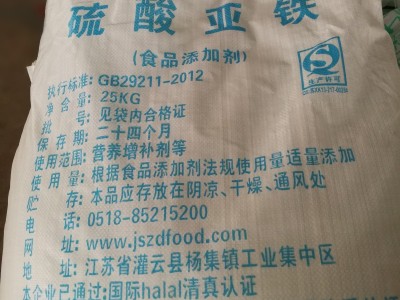 硫酸亚铁
(食品添加剂)
执行标准: GB29211-2012
净含量: 25KG
批号: 见袋内合格证
保存期: 二十四个月
使用范围: 营养增补剂等
使用量: 根据食品添加剂法规使用量适量添加
贮存: 本品应存放在阴凉、干燥、通风处
电话: 0518-85215200
网址: www.jszdfood.com
地址: 江苏省灌云县杨集镇工业集中区
本企业已通过:国际halal清真认证
生产许可